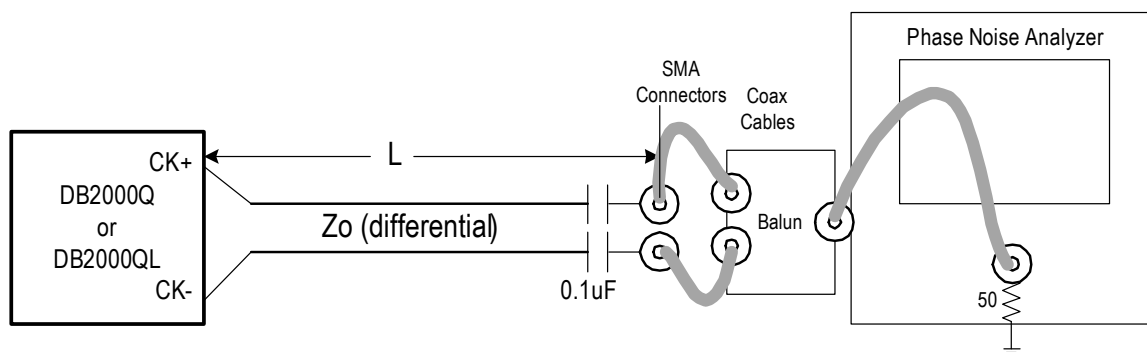 Phase Noise Analyzer
SMA
Connectors
Coax
Cables
L
CK+
DB2000Q
or
DB2000QL
CK-
Zo (differential)
0.1uF
Balun
50